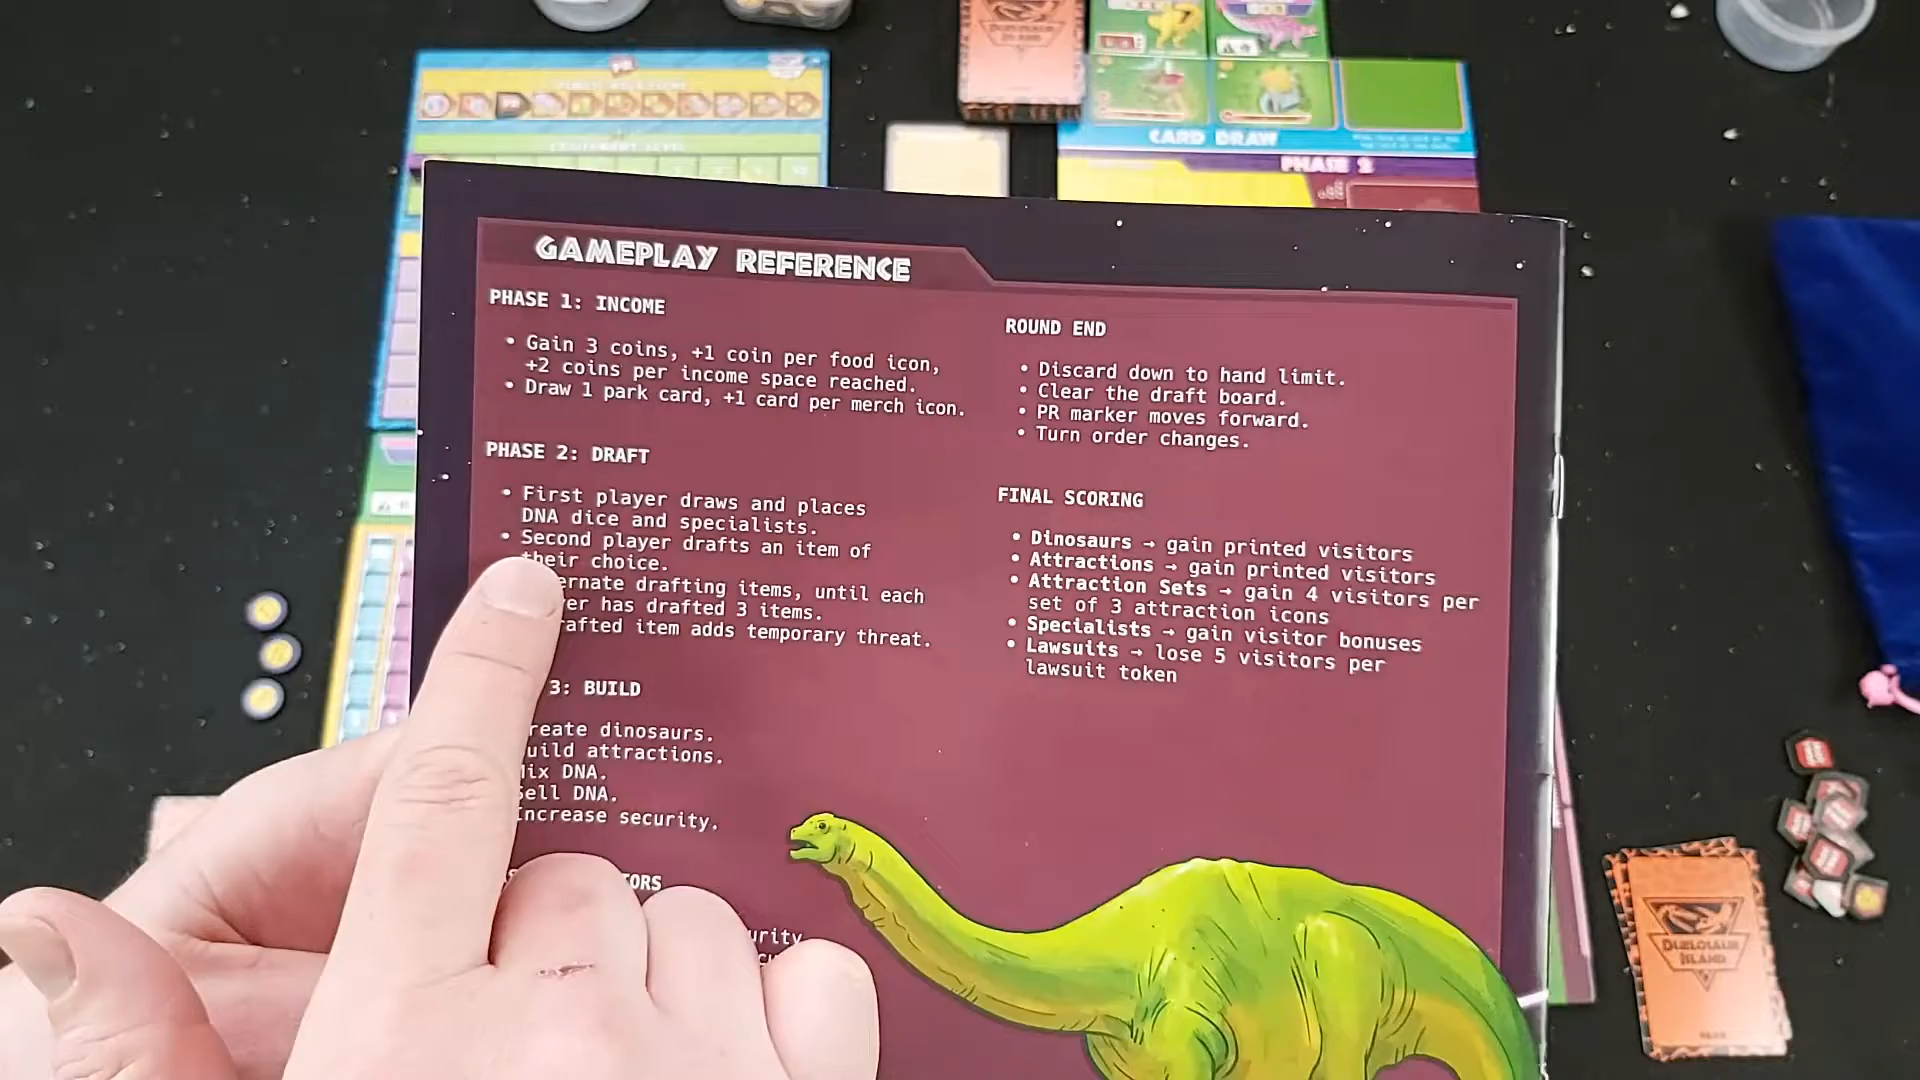 CARD DRAW
PHASE 2
GAMEPLAY REFERENCE
PHASE 1: INCOME
• Gain 3 coins, +1 coin per food icon,
+2 coins per income space reached.
• Draw 1 park card, +1 card per merch icon.
PHASE 2: DRAFT
• First player draws and places
DNA dice and specialists.
• Second player drafts an item of
their choice.
ernate drafting items, until each
er has drafted 3 items.
rafted item adds temporary threat.
3: BUILD
reate dinosaurs.
uild attractions.
Mix DNA.
Sell DNA.
Increase security.
TORS
urity
ROUND END
• Discard down to hand limit.
• Clear the draft board.
• PR marker moves forward.
• Turn order changes.
FINAL SCORING
• Dinosaurs → gain printed visitors
• Attractions → gain printed visitors
• Attraction Sets → gain 4 visitors per
set of 3 attraction icons
• Specialists → gain visitor bonuses
• Lawsuits → lose 5 visitors per
lawsuit token
DUELOSAUR
ISLAND